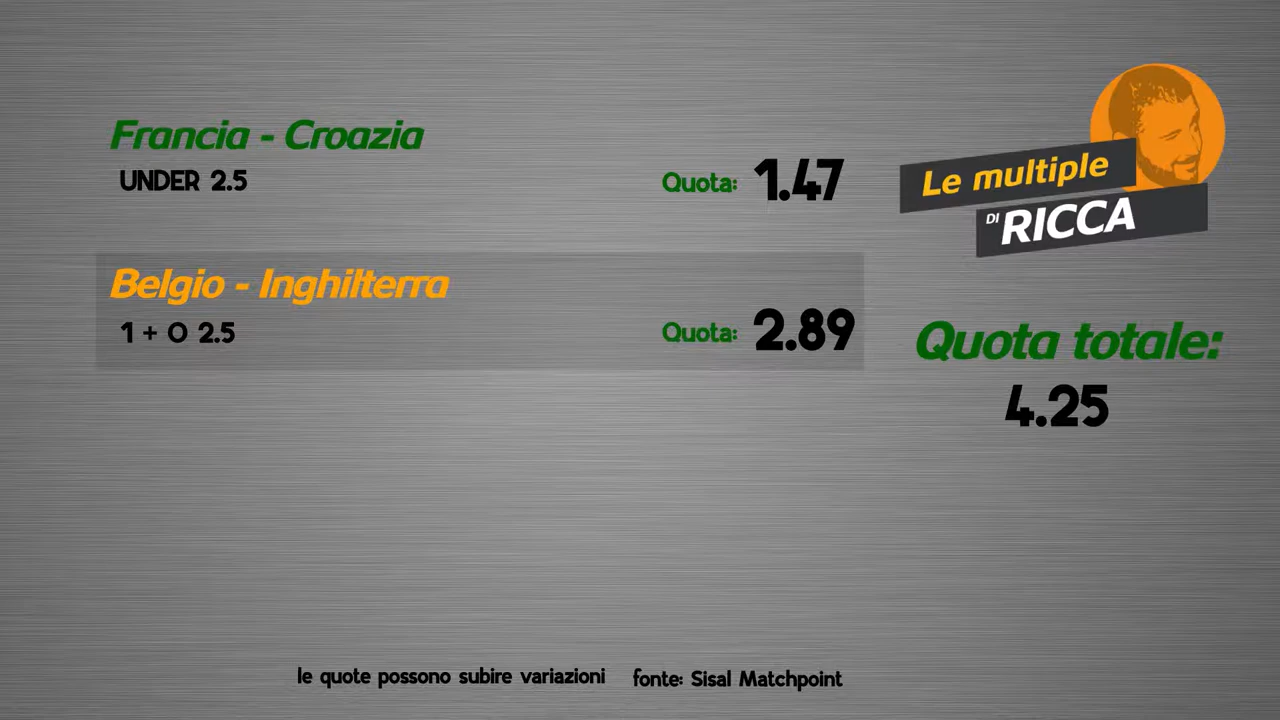 Francia - Croazia
UNDER 2.5
Quota: 1.47
Le multiple
DI RICCA
Belgio - Inghilterra
1 + O 2.5
Quota: 2.89
Quota totale:
4.25
le quote possono subire variazioni fonte: Sisal Matchpoint